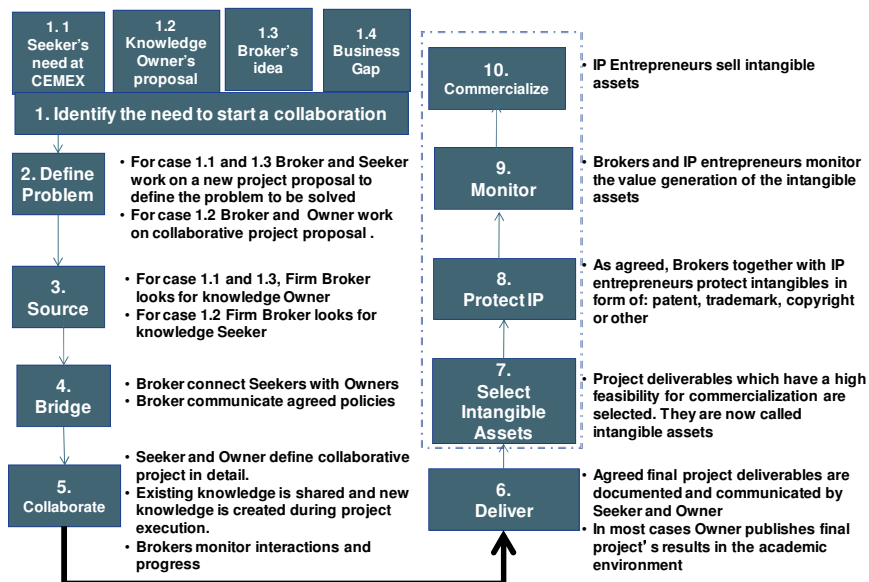 1. 1
Seeker's
need at
CEMEX
1.2
Knowledge
Owner's
proposal
1.3
Broker's
idea
1.4
Business
Gap
1. Identify the need to start a collaboration
2. Define
Problem
• For case 1.1 and 1.3 Broker and Seeker
work on a new project proposal to
define the problem to be solved
• For case 1.2 Broker and Owner work
on collaborative project proposal .
3.
Source
• For case 1.1 and 1.3, Firm Broker
looks for knowledge Owner
• For case 1.2 Firm Broker looks for
knowledge Seeker
4.
Bridge
• Broker connect Seekers with Owners
• Broker communicate agreed policies
5.
Collaborate
• Seeker and Owner define collaborative
project in detail.
• Existing knowledge is shared and new
knowledge is created during project
execution.
• Brokers monitor interactions and
progress
6.
Deliver
• Agreed final project deliverables are
documented and communicated by
Seeker and Owner
• In most cases Owner publishes final
project's results in the academic
environment
7.
Select
Intangible
Assets
• Project deliverables which have a high
feasibility for commercialization are
selected. They are now called
intangible assets
8.
Protect IP
• As agreed, Brokers together with IP
entrepreneurs protect intangibles in
form of: patent, trademark, copyright
or other
9.
Monitor
• Brokers and IP entrepreneurs monitor
the value generation of the intangible
assets
10.
Commercialize
• IP Entrepreneurs sell intangible
assets